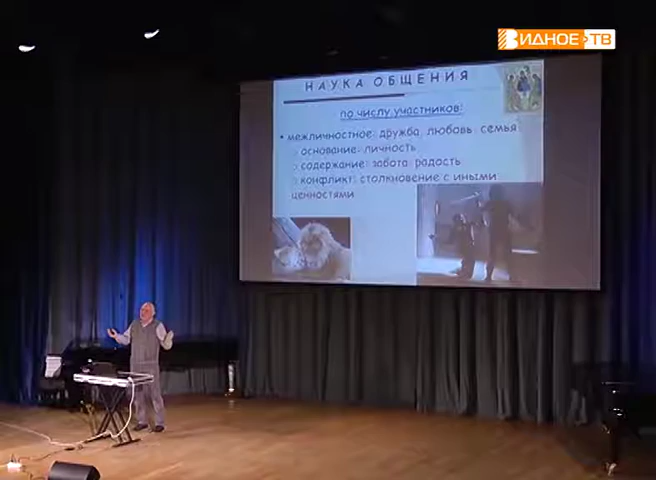 ВИДНОЕ ТВ
НАУКА ОБЩЕНИЯ
по числу участников:
• межличностное: дружба, любовь, семья
○ основание: личность
○ содержание: забота, радость
○ конфликт: столкновение с иными
ценностями